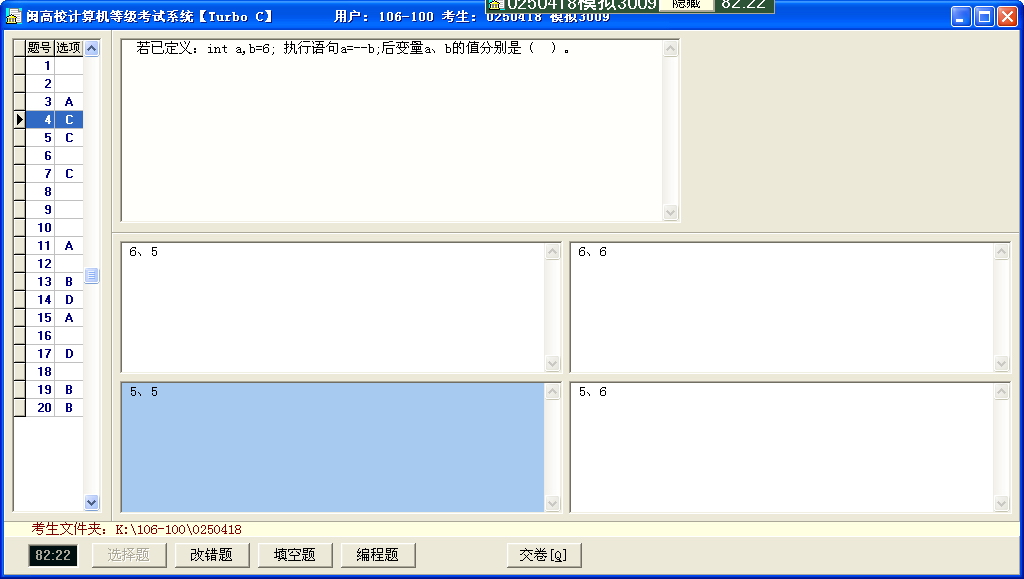 闽高校计算机等级考试系统【Turbo C】 用户: 106-100 考生: 0250418 模拟3009
0250418模拟3009 隐藏 82:22
题号 选项
1
2
3 A
4 C
5 C
6
7 C
8
9
10
11 A
12
13 B
14 D
15 A
16
17 D
18
19 B
20 B
若已定义: int a,b=6; 执行语句a=--b;后变量a、b的值分别是（ ）。
6、5
6、6
5、5
5、6
考生文件夹: K:\106-100\0250418
82:22 选择题 改错题 填空题 编程题 交卷[Q]